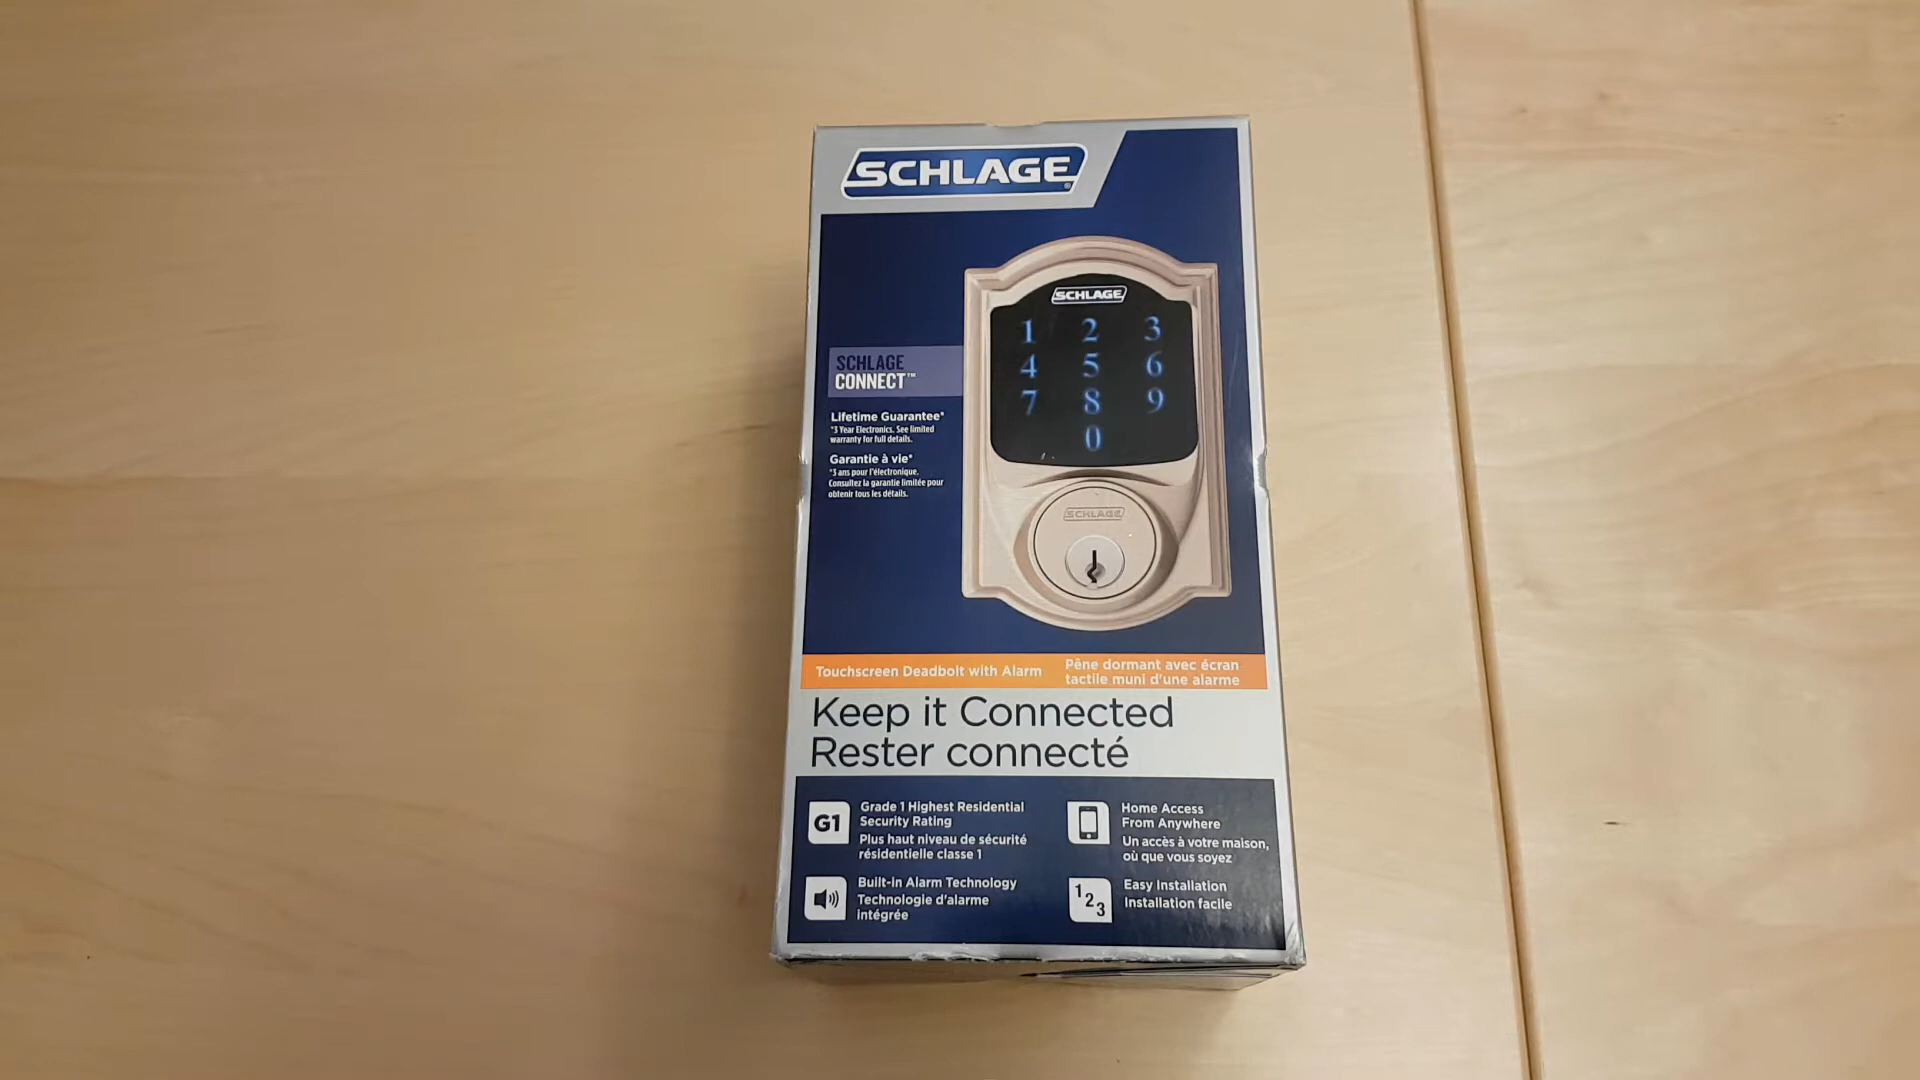 SCHLAGE
SCHLAGE
1 2 3
4 5 6
7 8 9
0
SCHLAGE
SCHLAGE
CONNECT™
Lifetime Guarantee*
*3 Year Electronics. See limited
warranty for full details.
Garantie à vie*
*3 ans pour l'électronique.
Consultez la garantie limitée pour
obtenir tous les détails.
Touchscreen Deadbolt with Alarm
Pêne dormant avec écran
tactile muni d'une alarme
Keep it Connected
Rester connecté
G1
Grade 1 Highest Residential
Security Rating
Plus haut niveau de sécurité
résidentielle classe 1
Home Access
From Anywhere
Un accès à votre maison,
où que vous soyez
Built-in Alarm Technology
Technologie d'alarme
intégrée
1 2 3
Easy Installation
Installation facile